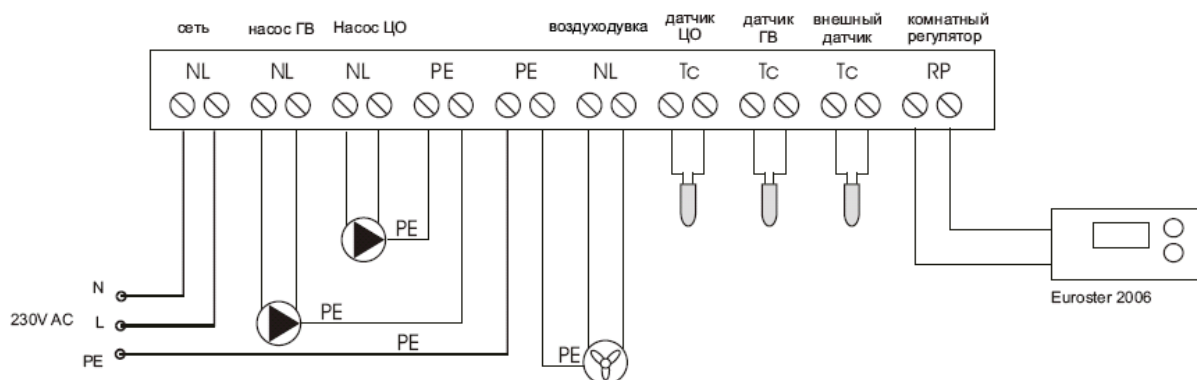 сеть насос ГВ Насос ЦО воздуходувка датчик ЦО датчик ГВ внешный датчик комнатный регулятор
NL NL NL PE PE NL Tc Tc Tc RP
PE
N
230V AC L PE
PE PE PE
Euroster 2006